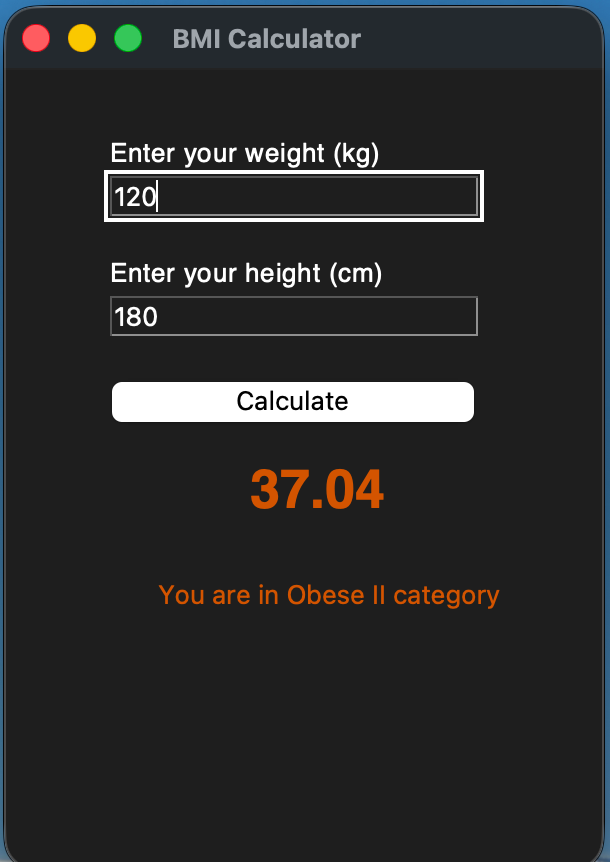 BMI Calculator
Enter your weight (kg)
120
Enter your height (cm)
180
Calculate
37.04
You are in Obese II category